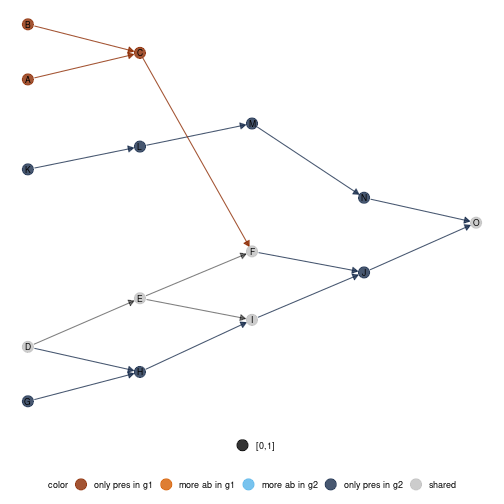 B
A
C
M
L
K
N
O
F
J
E
I
D
H
G
[0,1]
color only pres in g1 more ab in g1 more ab in g2 only pres in g2 shared